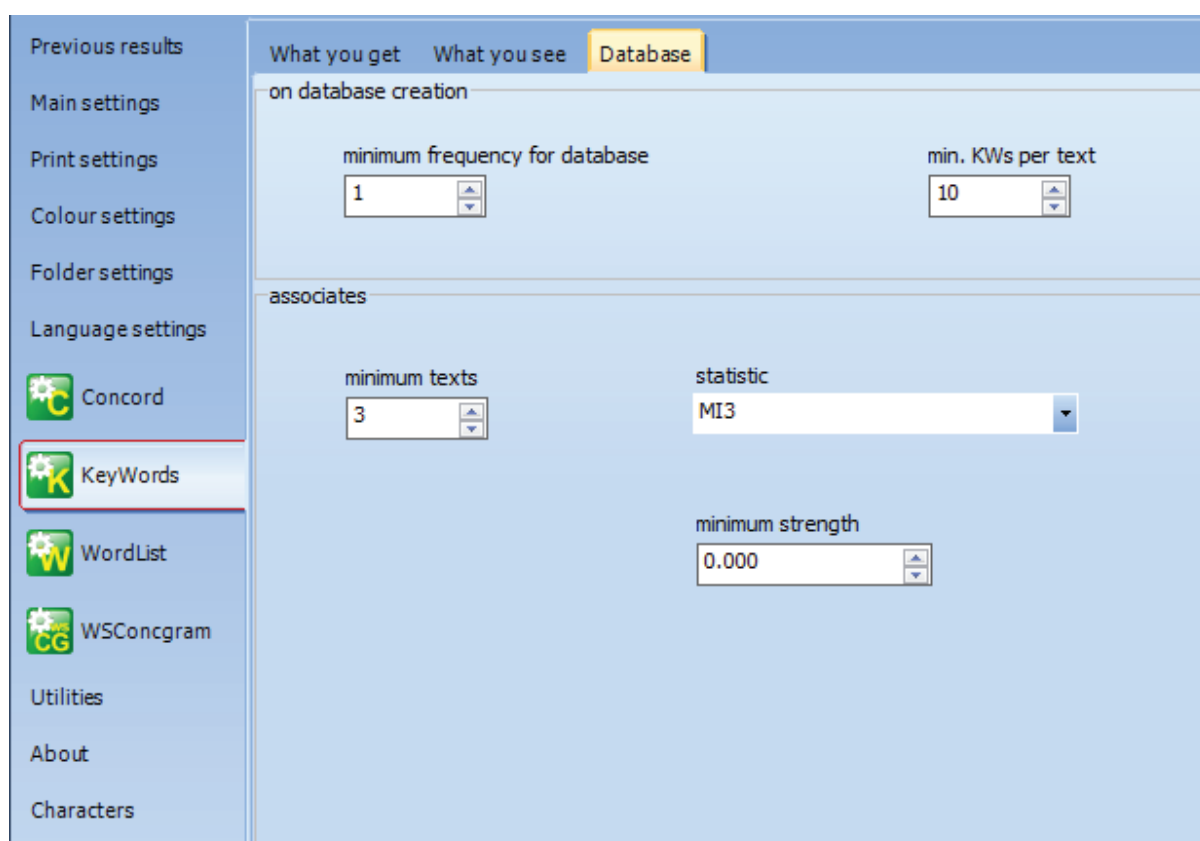 Previous results
Main settings
Print settings
Colour settings
Folder settings
Language settings
C
Concord
K
KeyWords
W
WordList
WS
CG
WSConcgram
Utilities
About
Characters
What you get What you see Database
on database creation
minimum frequency for database min. KWs per text
1 10
associates
minimum texts statistic
3 MI3
minimum strength
0.000